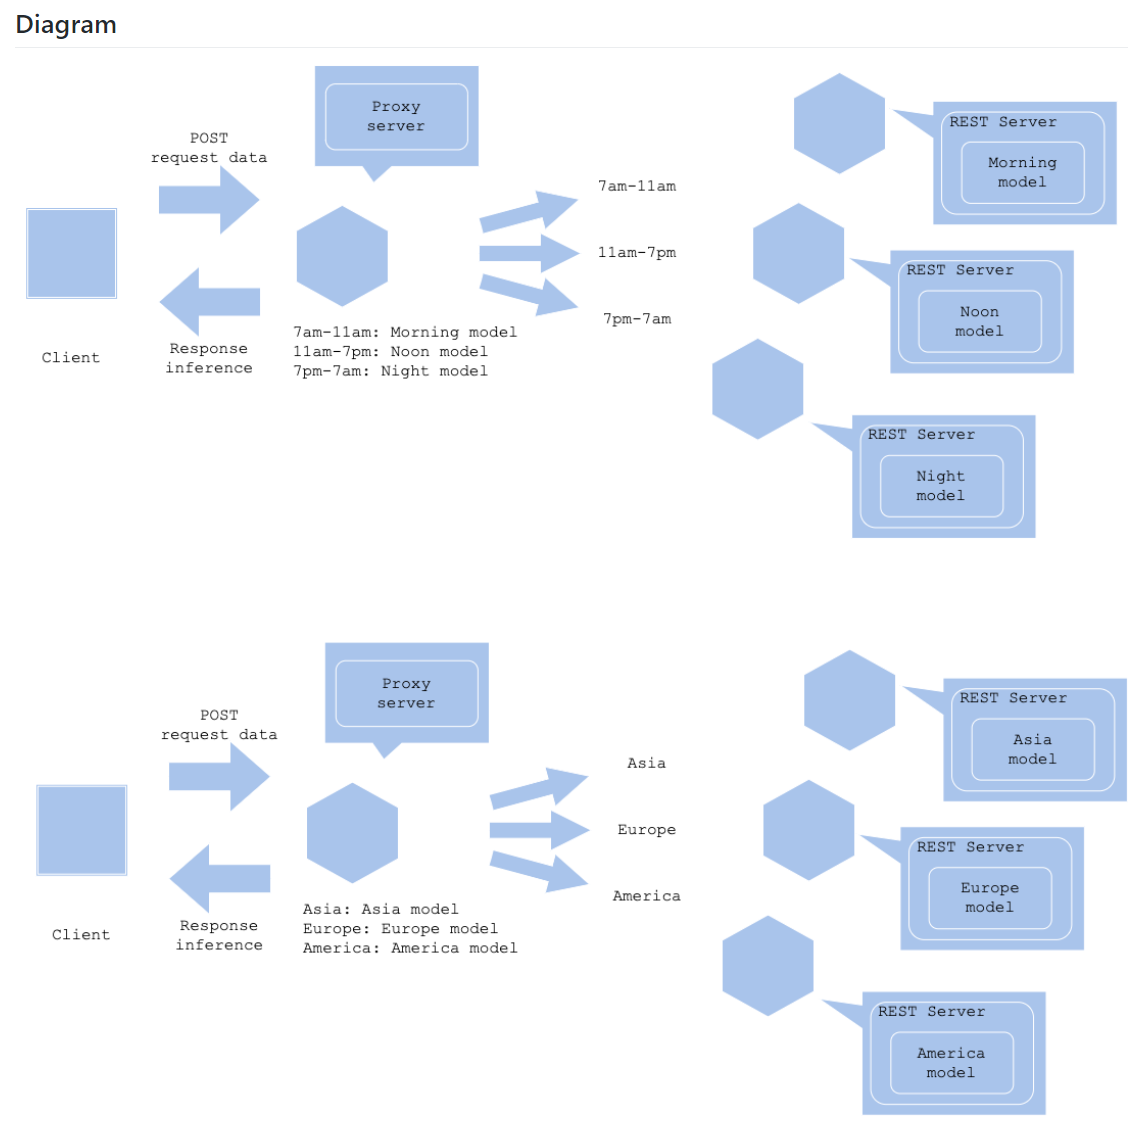 Diagram
Proxy
server
POST
request data
7am-11am
11am-7pm
7pm-7am
Client
Response
inference
7am-11am: Morning model
11am-7pm: Noon model
7pm-7am: Night model
REST Server
Morning
model
REST Server
Noon
model
REST Server
Night
model
Proxy
server
POST
request data
Asia
Europe
America
Client
Response
inference
Asia: Asia model
Europe: Europe model
America: America model
REST Server
Asia
model
REST Server
Europe
model
REST Server
America
model